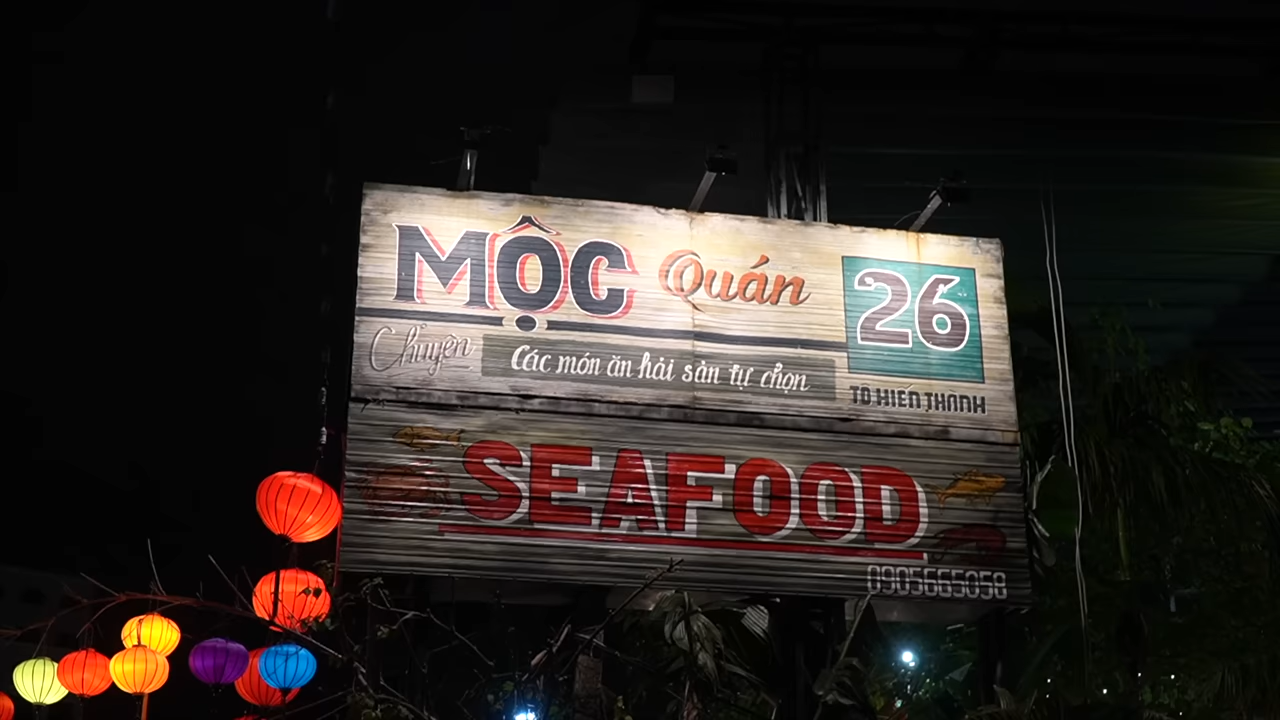 MỘC Quán
26
Chuyên Các món ăn hải sản tự chọn
TÔ HIẾN THÀNH
SEAFOOD
0905665058